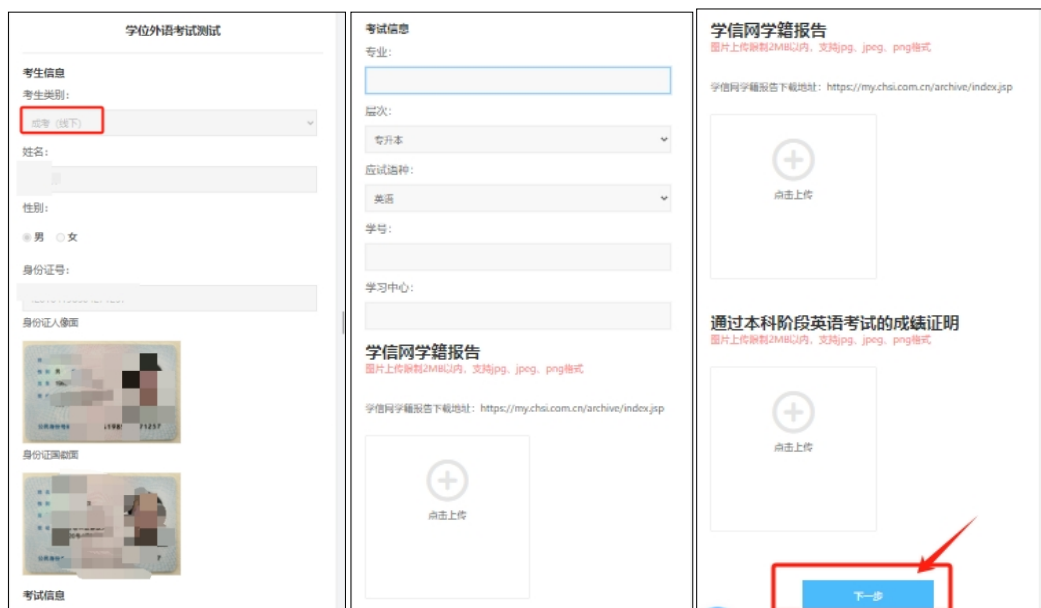 学位外语考试测试
考生信息
考生类别：
成考（线下）
姓名：
性别：
男 女
身份证号：
身份证人像面
身份证国徽面
考试信息
考试信息
专业：
层次：
专升本
应试语种：
英语
学号：
学习中心：
学信网学籍报告
图片上传限制2MB以内，支持jpg、jpeg、png格式
学信网学籍报告下载地址：https://my.chsi.com.cn/archive/index.jsp
点击上传
学信网学籍报告
图片上传限制2MB以内，支持jpg、jpeg、png格式
学信网学籍报告下载地址：https://my.chsi.com.cn/archive/index.jsp
点击上传
通过本科阶段英语考试的成绩证明
图片上传限制2MB以内，支持jpg、jpeg、png格式
点击上传
下一步